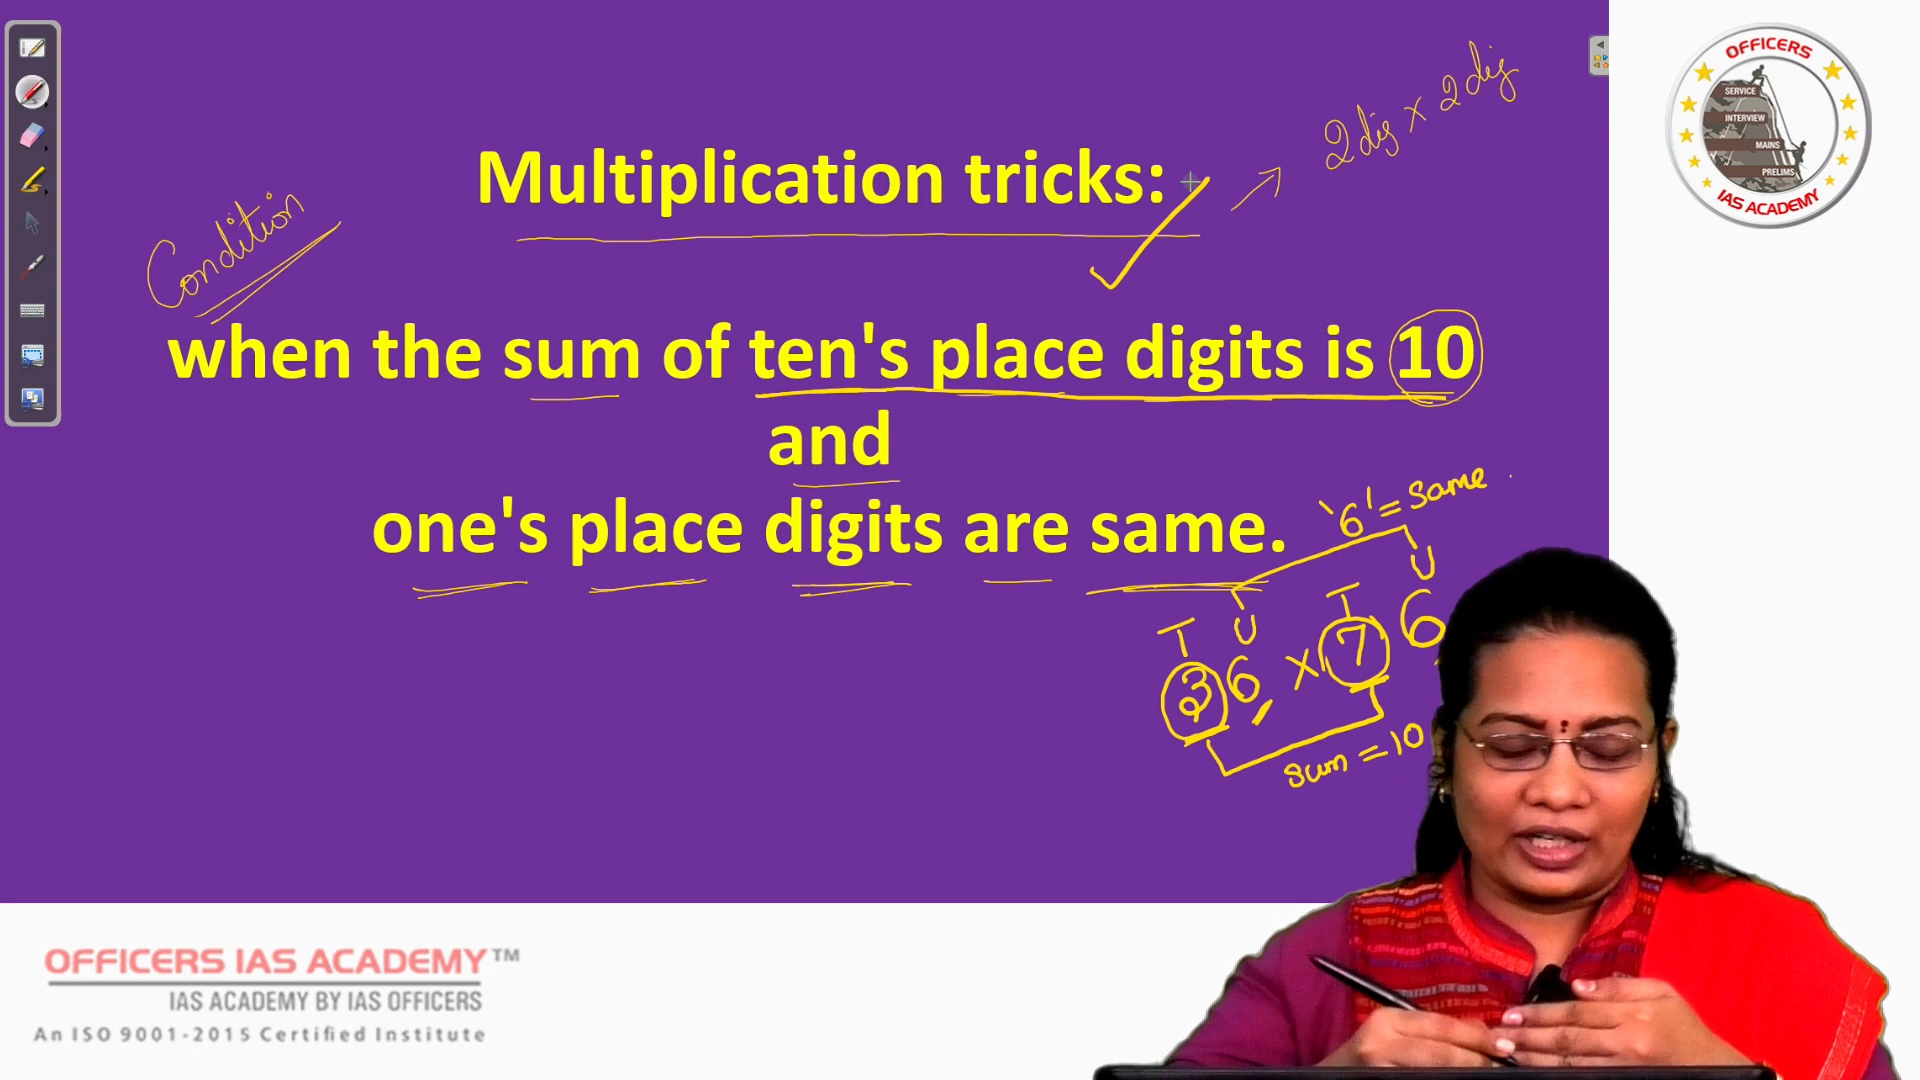 Multiplication tricks:
2 dig × 2 dig
Condition
when the sum of ten's place digits is 10
and
one's place digits are same.
'6' = Same
T U T U
36 × 76
Sum = 10
OFFICERS
SERVICE
INTERVIEW
MAINS
PRELIMS
IAS ACADEMY
OFFICERS IAS ACADEMY™
IAS ACADEMY BY IAS OFFICERS
An ISO 9001-2015 Certified Institute